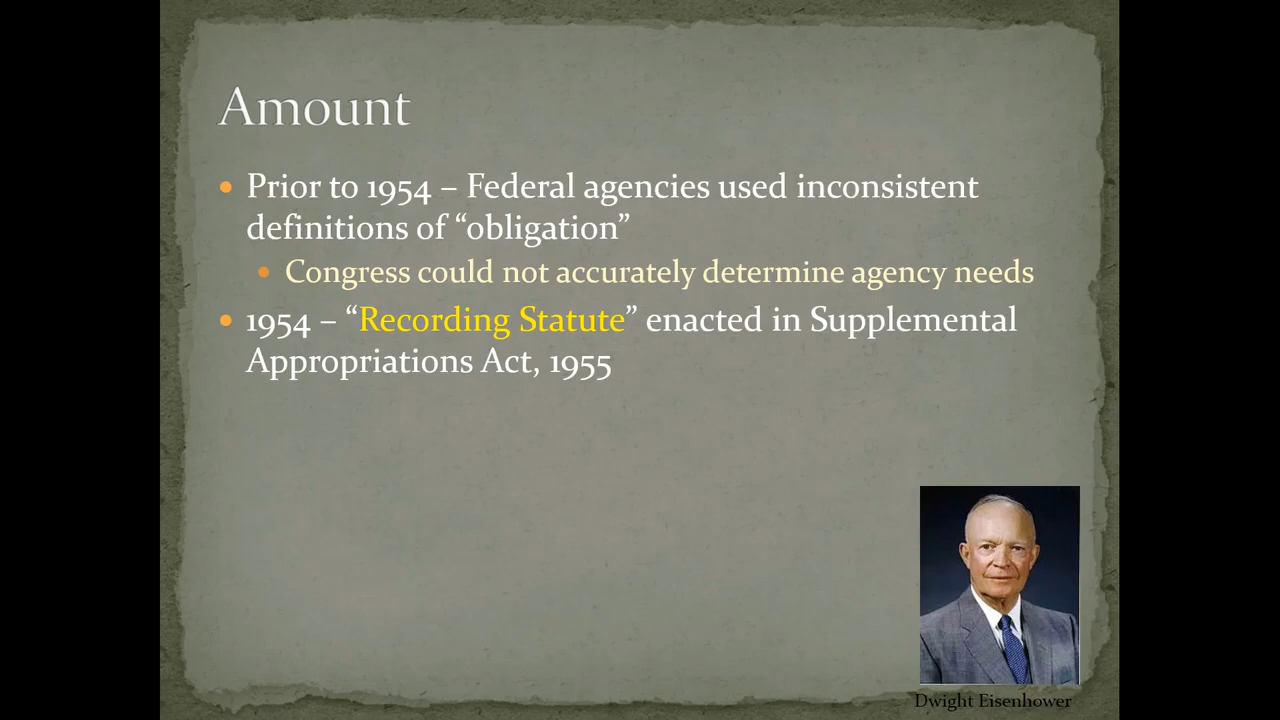 Amount
Prior to 1954 – Federal agencies used inconsistent
definitions of “obligation”
Congress could not accurately determine agency needs
1954 – “Recording Statute” enacted in Supplemental
Appropriations Act, 1955
Dwight Eisenhower